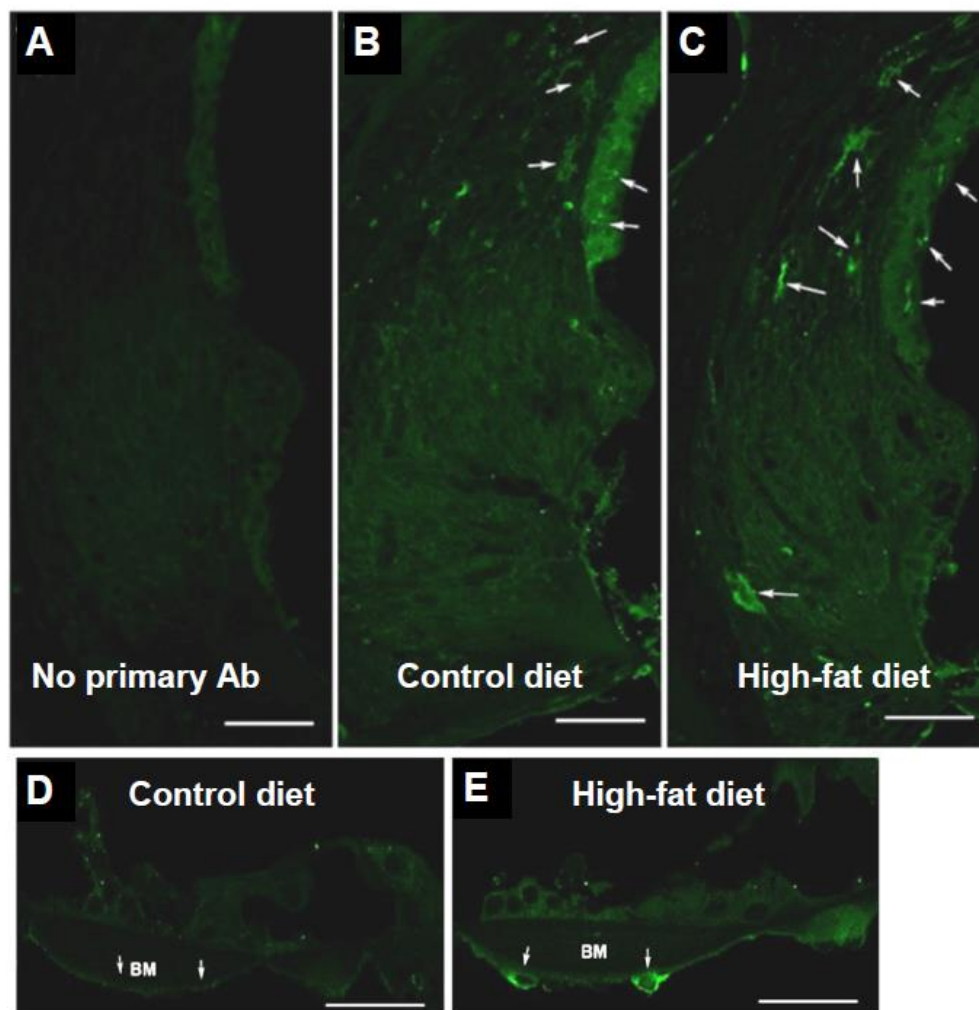 A
B
C
No primary Ab
Control diet
High-fat diet
D
Control diet
E
High-fat diet
BM
BM